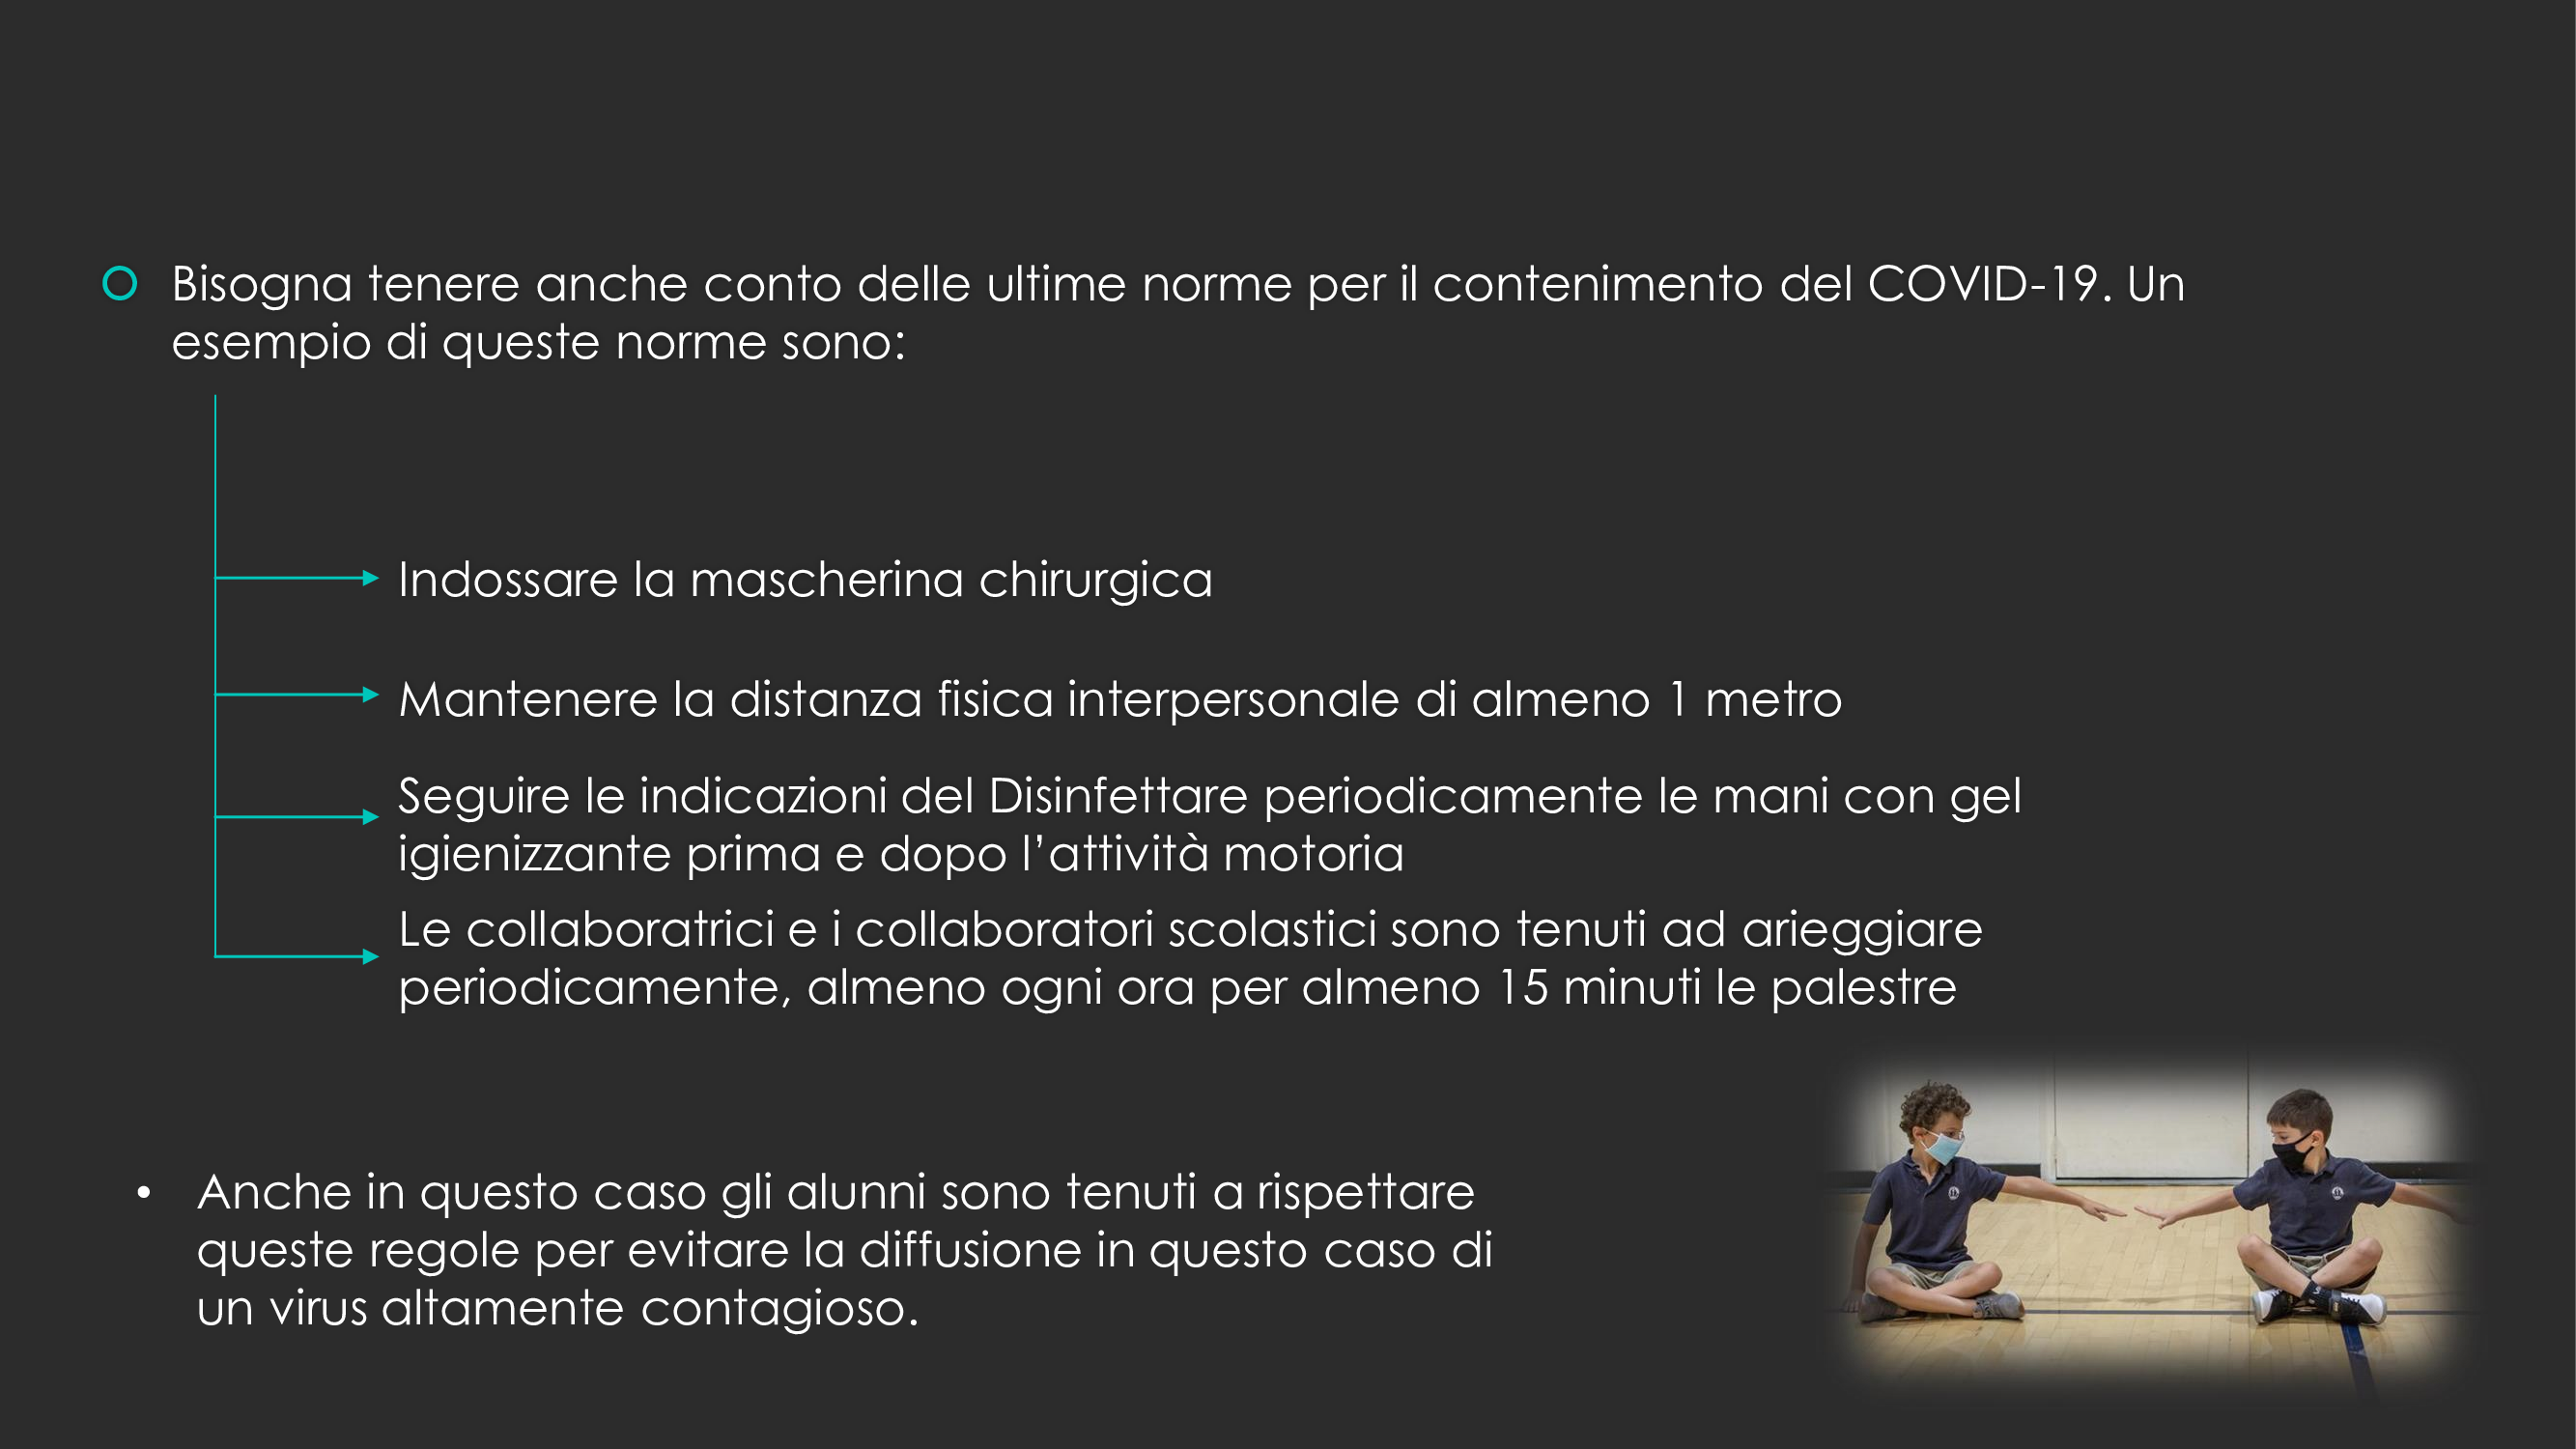 Bisogna tenere anche conto delle ultime norme per il contenimento del COVID-19. Un
esempio di queste norme sono:
Indossare la mascherina chirurgica
Mantenere la distanza fisica interpersonale di almeno 1 metro
Seguire le indicazioni del Disinfettare periodicamente le mani con gel
igienizzante prima e dopo l’attività motoria
Le collaboratrici e i collaboratori scolastici sono tenuti ad arieggiare
periodicamente, almeno ogni ora per almeno 15 minuti le palestre
• Anche in questo caso gli alunni sono tenuti a rispettare
queste regole per evitare la diffusione in questo caso di
un virus altamente contagioso.